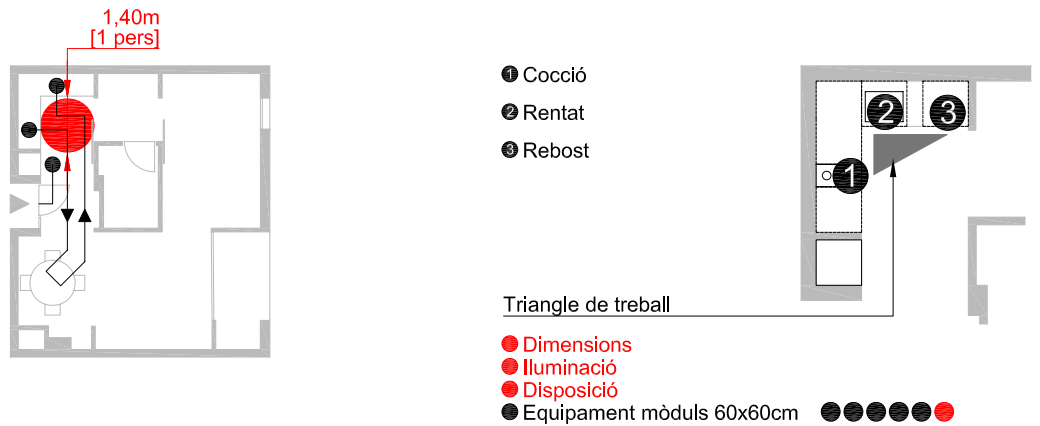 1,40m
[1 pers]
1 Cocció
2 Rentat
3 Rebost
2
3
1
Triangle de treball
Dimensions
Iluminació
Disposició
Equipament mòduls 60x60cm